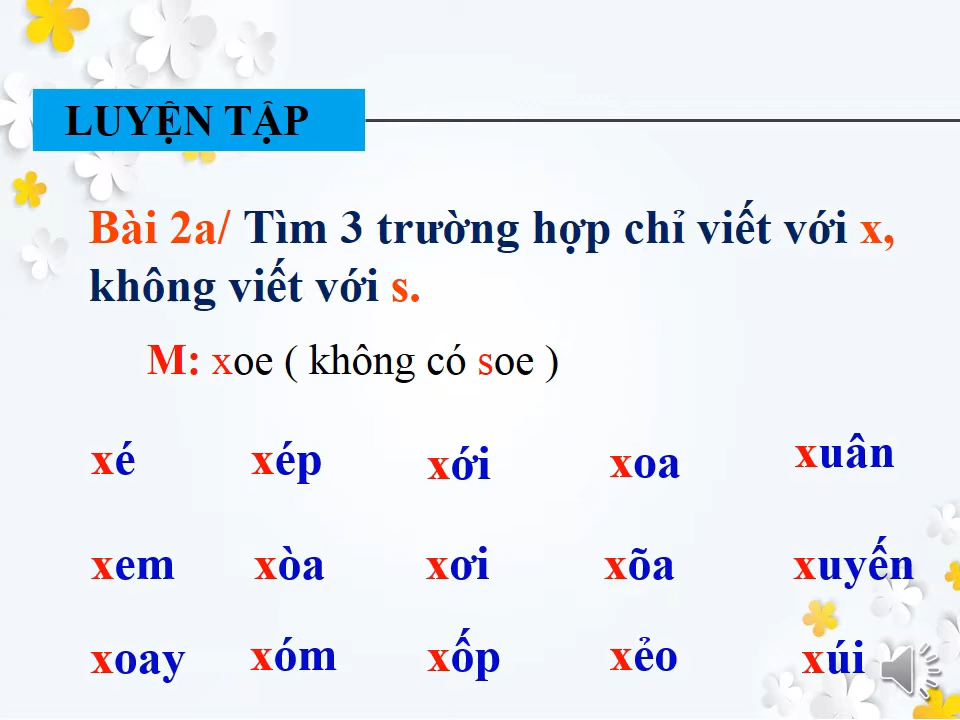 LUYỆN TẬP
Bài 2a/ Tìm 3 trường hợp chỉ viết với x,
không viết với s.
M: xoe ( không có soe )
xé xép xới xoa xuân
xem xòa xơi xõa xuyến
xoay xóm xốp xẻo xúi